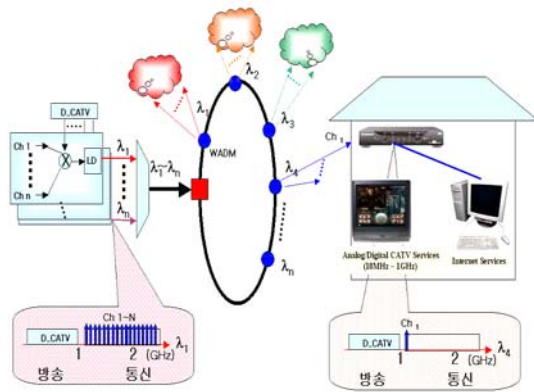 D_CATV
Ch 1
Ch n
LD
λ1
λn
λ1~λn
WADM
λ1
λ2
λ3
λ4
λn
Ch 1
Analog Digital CATV Services
(10MHz ~ 1GHz)
Internet Services
Ch 1~N
D_CATV
1
2
(GHz)
λ1
방송
통신
Ch 1
D_CATV
1
2
(GHz)
λ4
방송
통신